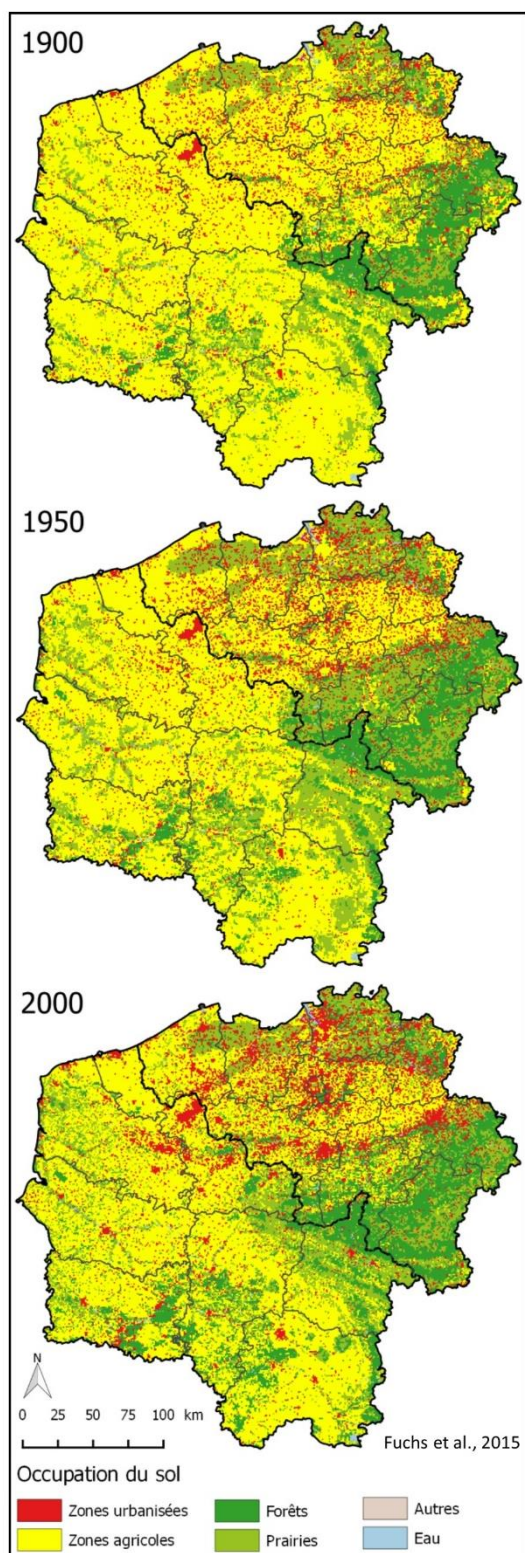 1900
1950
2000
N
0 25 50 75 100 km
Fuchs et al., 2015
Occupation du sol
Zones urbanisées
Forêts
Autres
Zones agricoles
Prairies
Eau